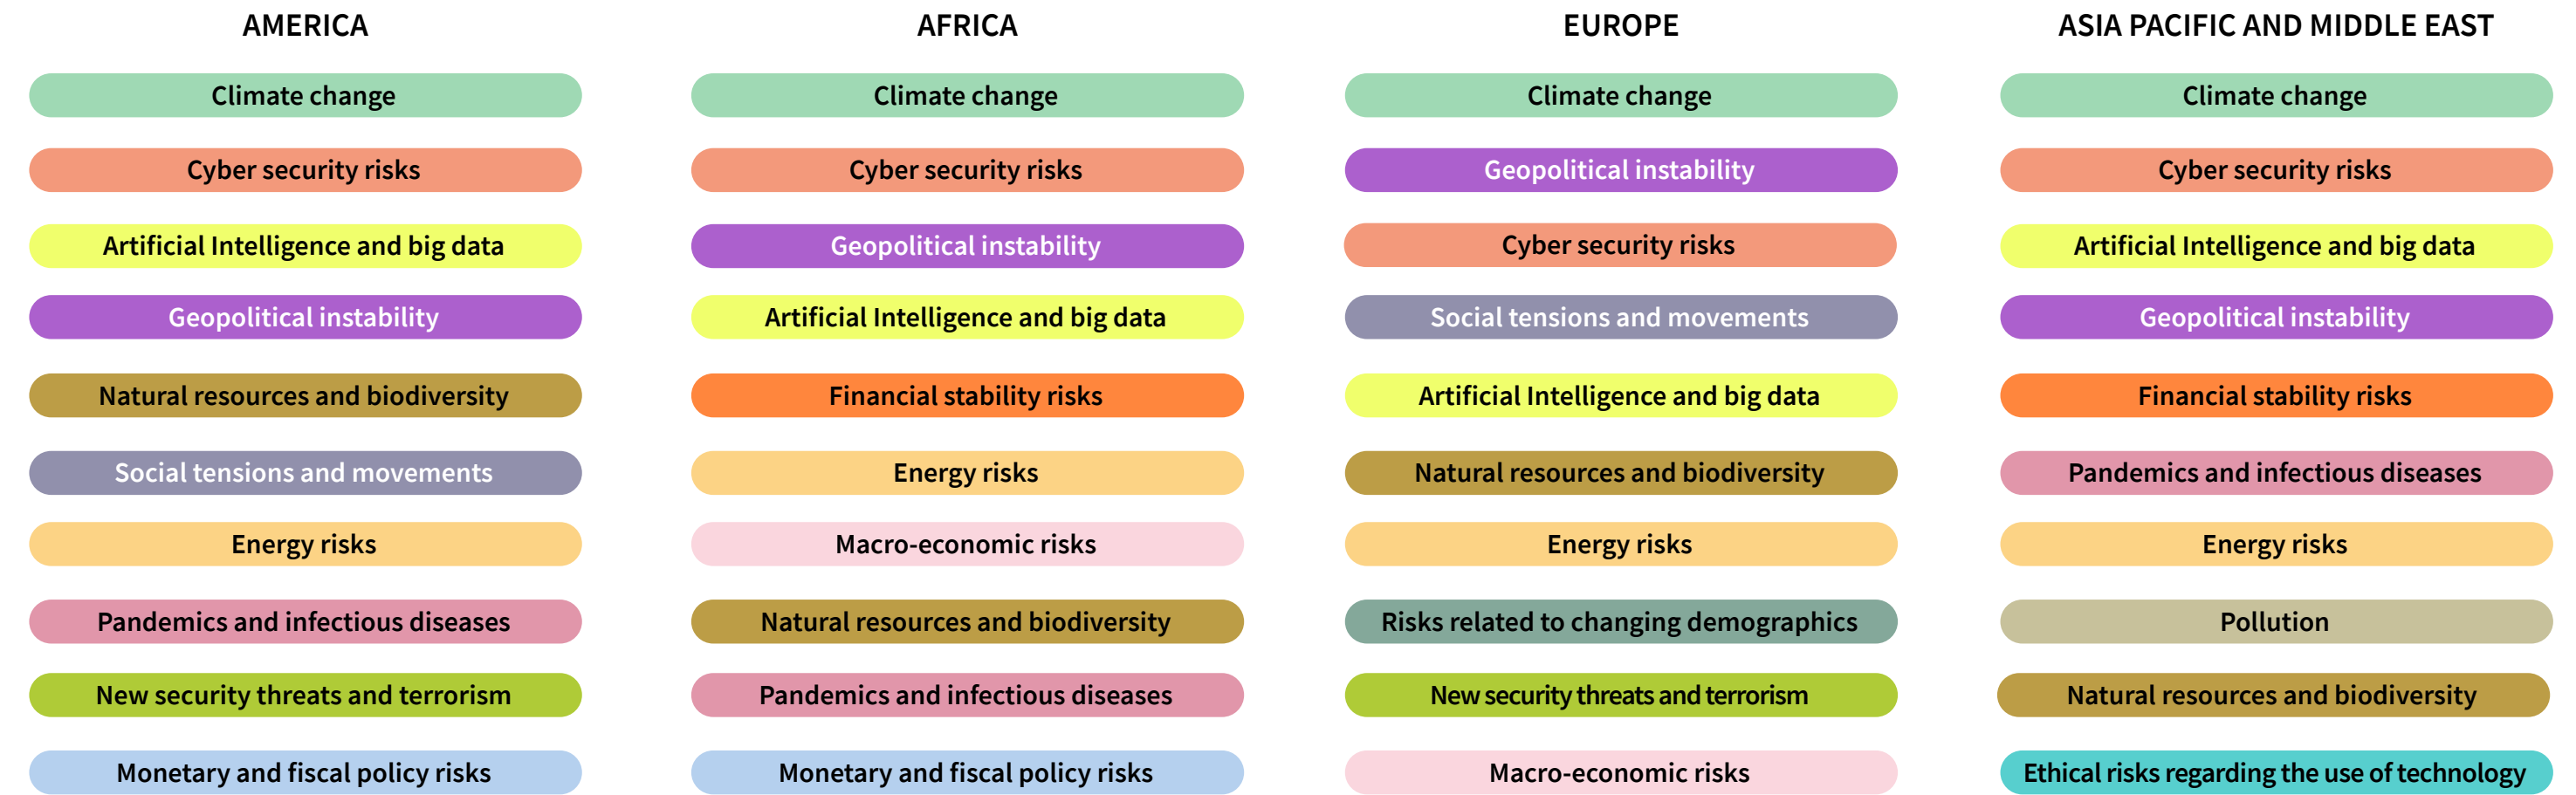 AMERICA
Climate change
Cyber security risks
Artificial Intelligence and big data
Geopolitical instability
Natural resources and biodiversity
Social tensions and movements
Energy risks
Pandemics and infectious diseases
New security threats and terrorism
Monetary and fiscal policy risks
AFRICA
Climate change
Cyber security risks
Geopolitical instability
Artificial Intelligence and big data
Financial stability risks
Energy risks
Macro-economic risks
Natural resources and biodiversity
Pandemics and infectious diseases
Monetary and fiscal policy risks
EUROPE
Climate change
Geopolitical instability
Cyber security risks
Social tensions and movements
Artificial Intelligence and big data
Natural resources and biodiversity
Energy risks
Risks related to changing demographics
New security threats and terrorism
Macro-economic risks
ASIA PACIFIC AND MIDDLE EAST
Climate change
Cyber security risks
Artificial Intelligence and big data
Geopolitical instability
Financial stability risks
Pandemics and infectious diseases
Energy risks
Pollution
Natural resources and biodiversity
Ethical risks regarding the use of technology